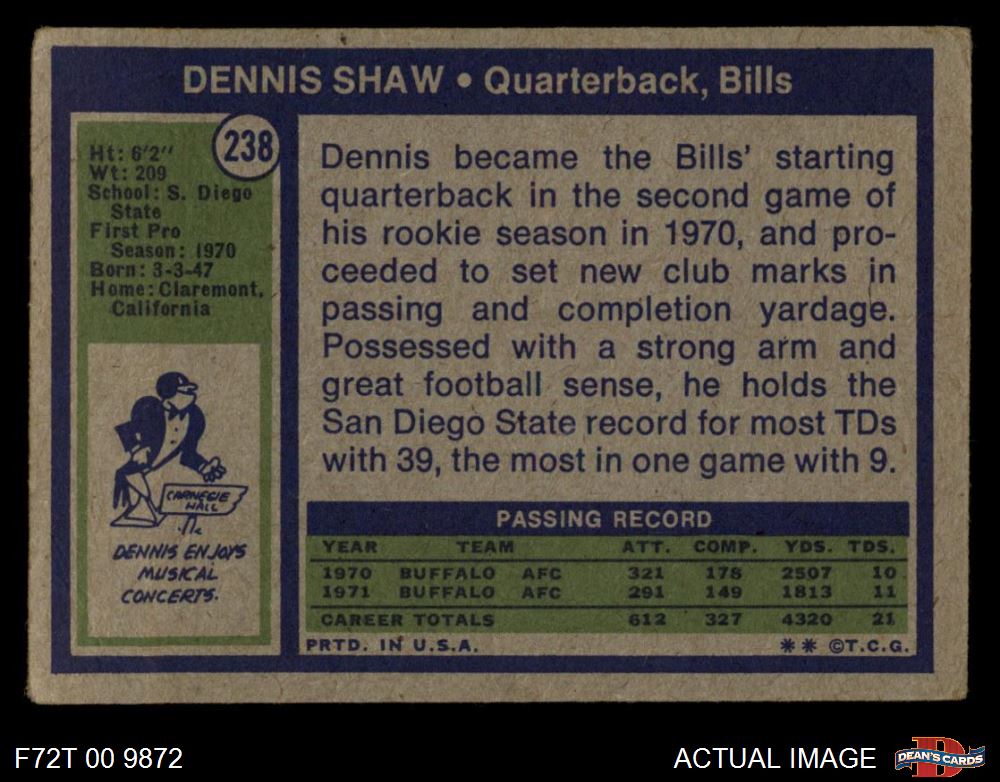 DENNIS SHAW • Quarterback, Bills
238
Ht: 6'2"
Wt: 209
School: S. Diego
State
First Pro
Season: 1970
Born: 3-3-47
Home: Claremont,
California
CARNEGIE
HALL
DENNIS ENJOYS
MUSICAL
CONCERTS.
Dennis became the Bills' starting
quarterback in the second game of
his rookie season in 1970, and pro-
ceeded to set new club marks in
passing and completion yardage.
Possessed with a strong arm and
great football sense, he holds the
San Diego State record for most TDs
with 39, the most in one game with 9.
PASSING RECORD
YEAR TEAM ATT. COMP. YDS. TDS.
1970 BUFFALO AFC 321 178 2507 10
1971 BUFFALO AFC 291 149 1813 11
CAREER TOTALS 612 327 4320 21
PRTD. IN U.S.A. ** ©T.C.G.
F72T 00 9872
ACTUAL IMAGE
D
DEAN'S CARDS